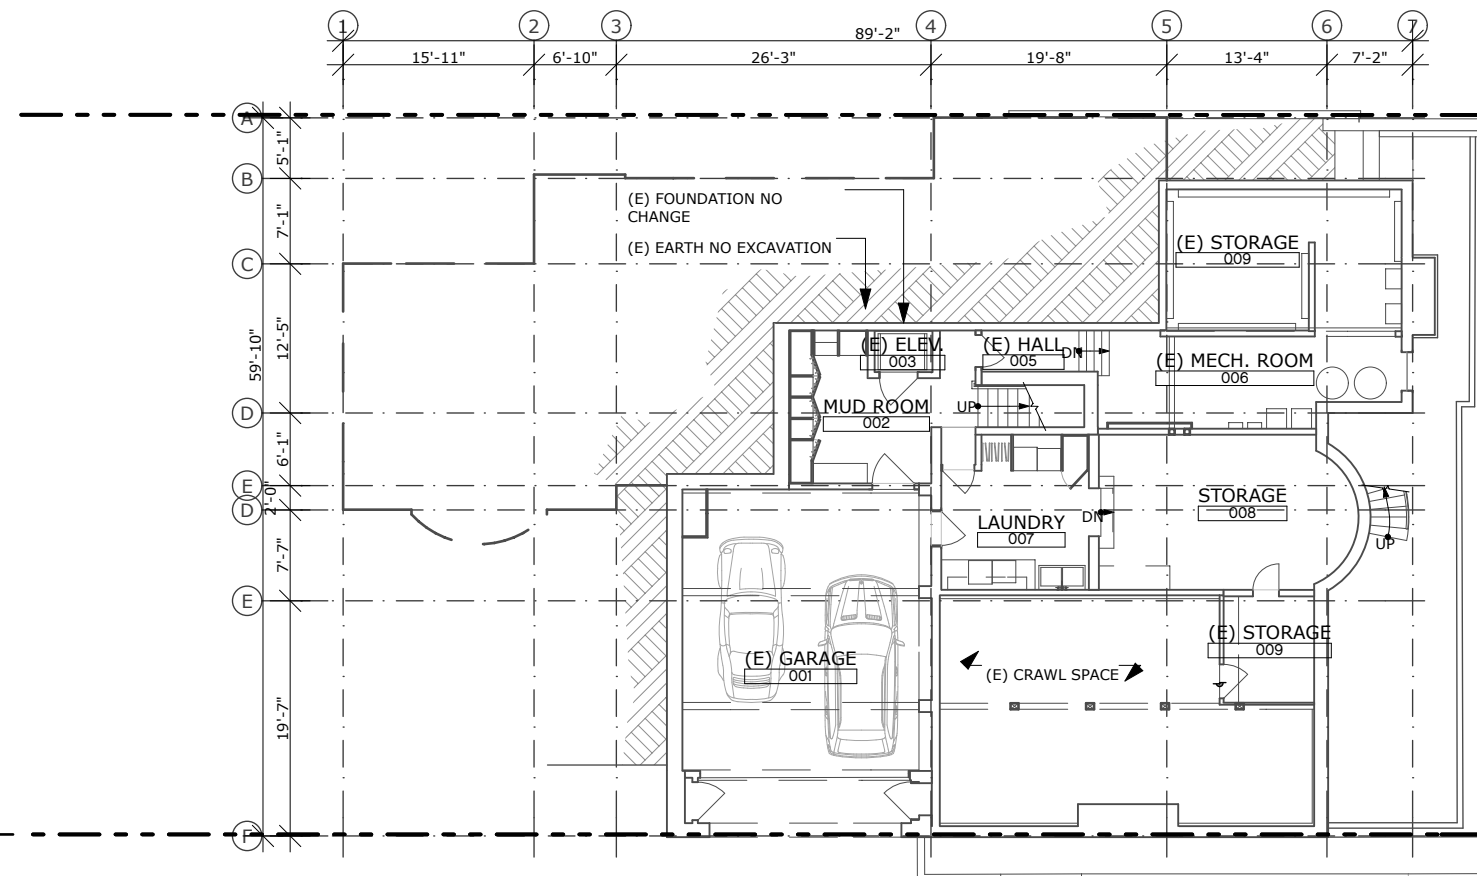 1
2
3
4
5
6
7
89'-2"
15'-11"
6'-10"
26'-3"
19'-8"
13'-4"
7'-2"
A
5'-1"
B
7'-1"
C
12'-5"
59'-10"
D
6'-1"
E
2'-0"
D
7'-7"
E
19'-7"
F
(E) FOUNDATION NO
CHANGE
(E) EARTH NO EXCAVATION
(E) STORAGE
009
(E) ELEV.
003
(E) HALL
005
DN
(E) MECH. ROOM
006
MUD ROOM
002
UP
STORAGE
008
LAUNDRY
007
DN
UP
(E) GARAGE
001
(E) STORAGE
009
(E) CRAWL SPACE